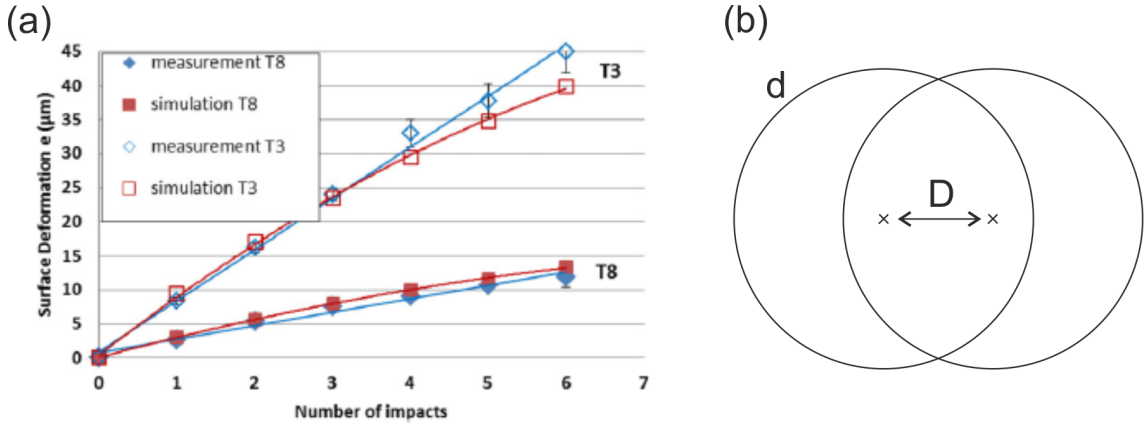 (a)
Surface Deformation e (μm)
45
40
35
30
25
20
15
10
5
0
measurement T8
simulation T8
measurement T3
simulation T3
T3
T8
0 1 2 3 4 5 6 7
Number of impacts
(b)
d
D